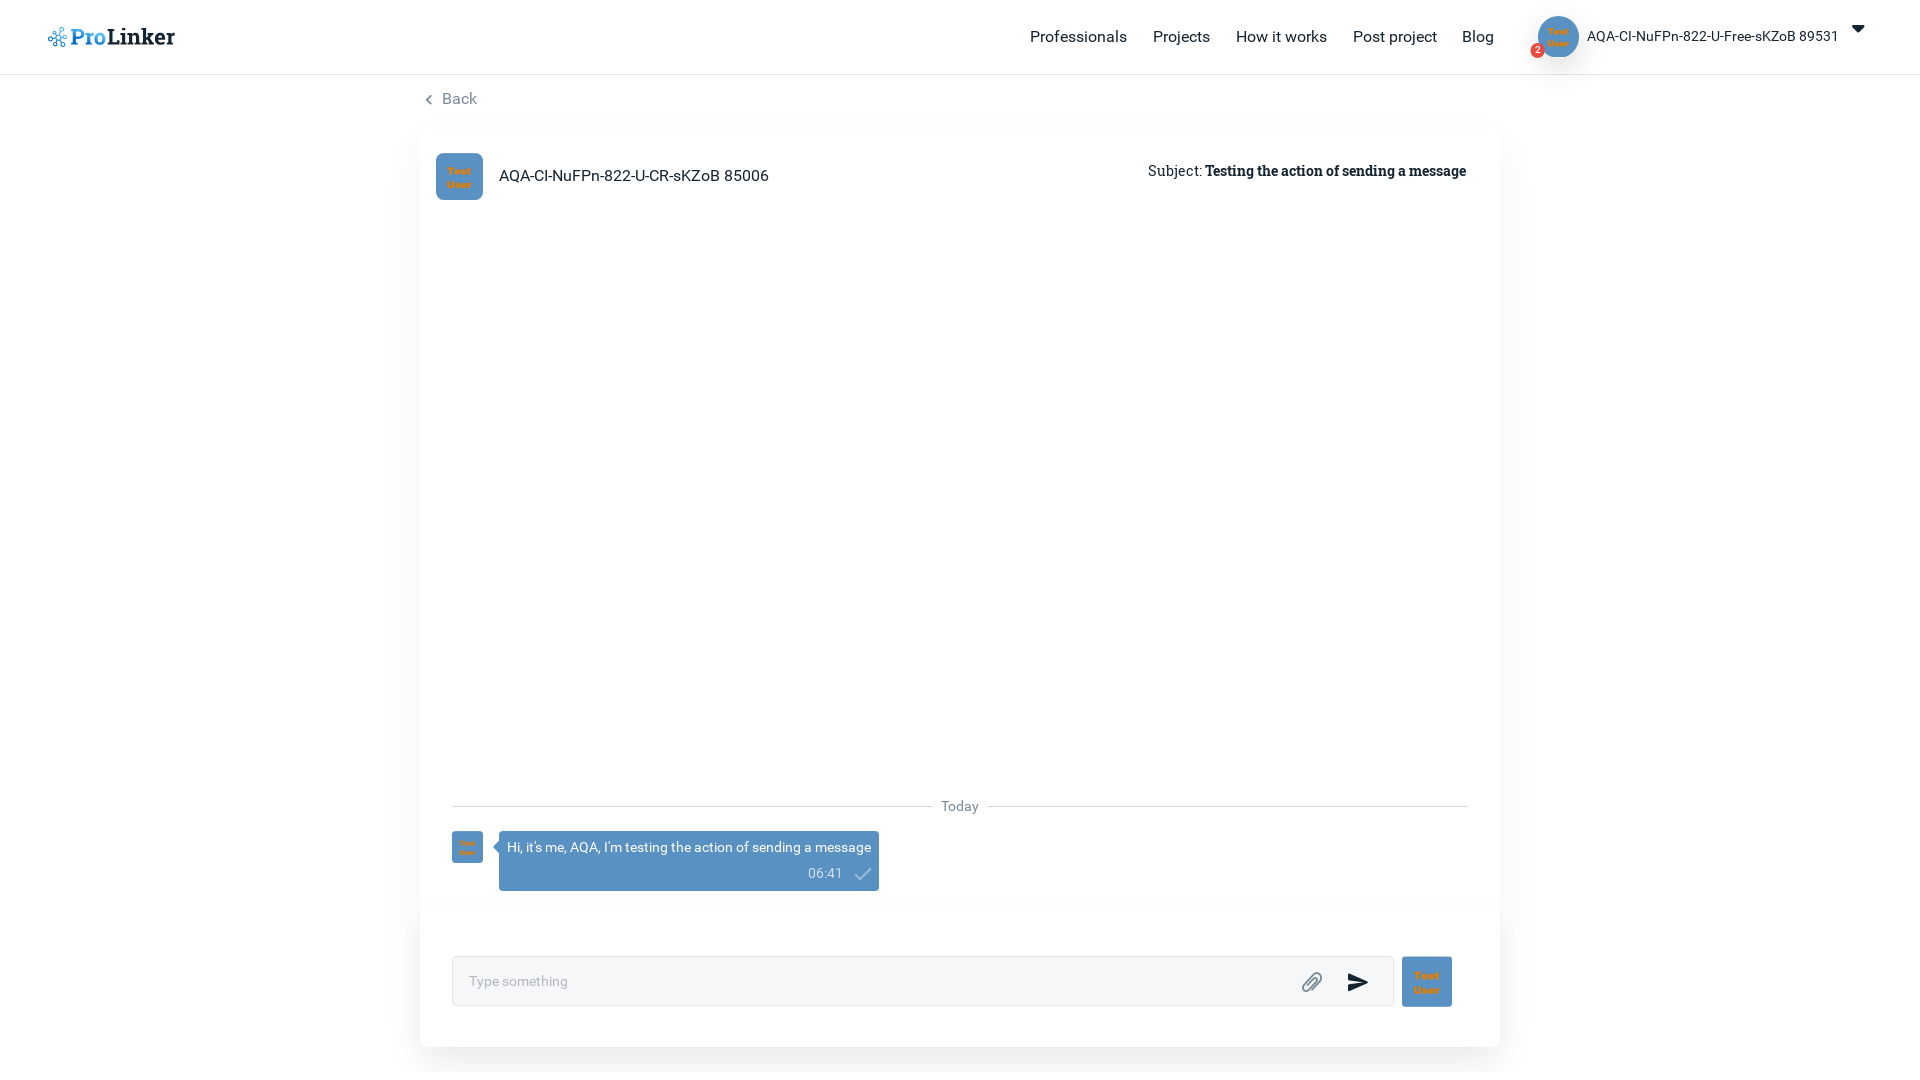 ProLinker
Professionals
Projects
How it works
Post project
Blog
Test
User
2
AQA-CI-NuFPn-822-U-Free-sKZoB 89531
Back
Test
User
AQA-CI-NuFPn-822-U-CR-sKZoB 85006
Subject: Testing the action of sending a message
Today
Test
User
Hi, it's me, AQA, I'm testing the action of sending a message
06:41
Type something
Test
User